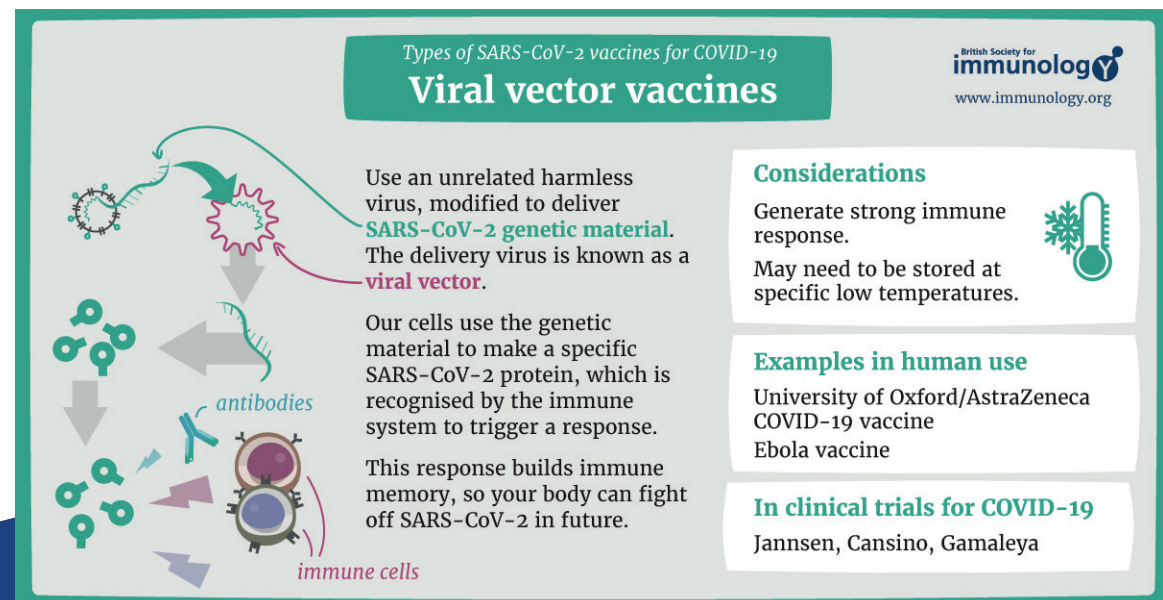 Types of SARS-CoV-2 vaccines for COVID-19
Viral vector vaccines
British Society for
immunology
www.immunology.org
Use an unrelated harmless
virus, modified to deliver
SARS-CoV-2 genetic material.
The delivery virus is known as a
viral vector.
Our cells use the genetic
material to make a specific
SARS-CoV-2 protein, which is
recognised by the immune
system to trigger a response.
This response builds immune
memory, so your body can fight
off SARS-CoV-2 in future.
antibodies
immune cells
Considerations
Generate strong immune
response.
May need to be stored at
specific low temperatures.
Examples in human use
University of Oxford/AstraZeneca
COVID-19 vaccine
Ebola vaccine
In clinical trials for COVID-19
Jannsen, Cansino, Gamaleya